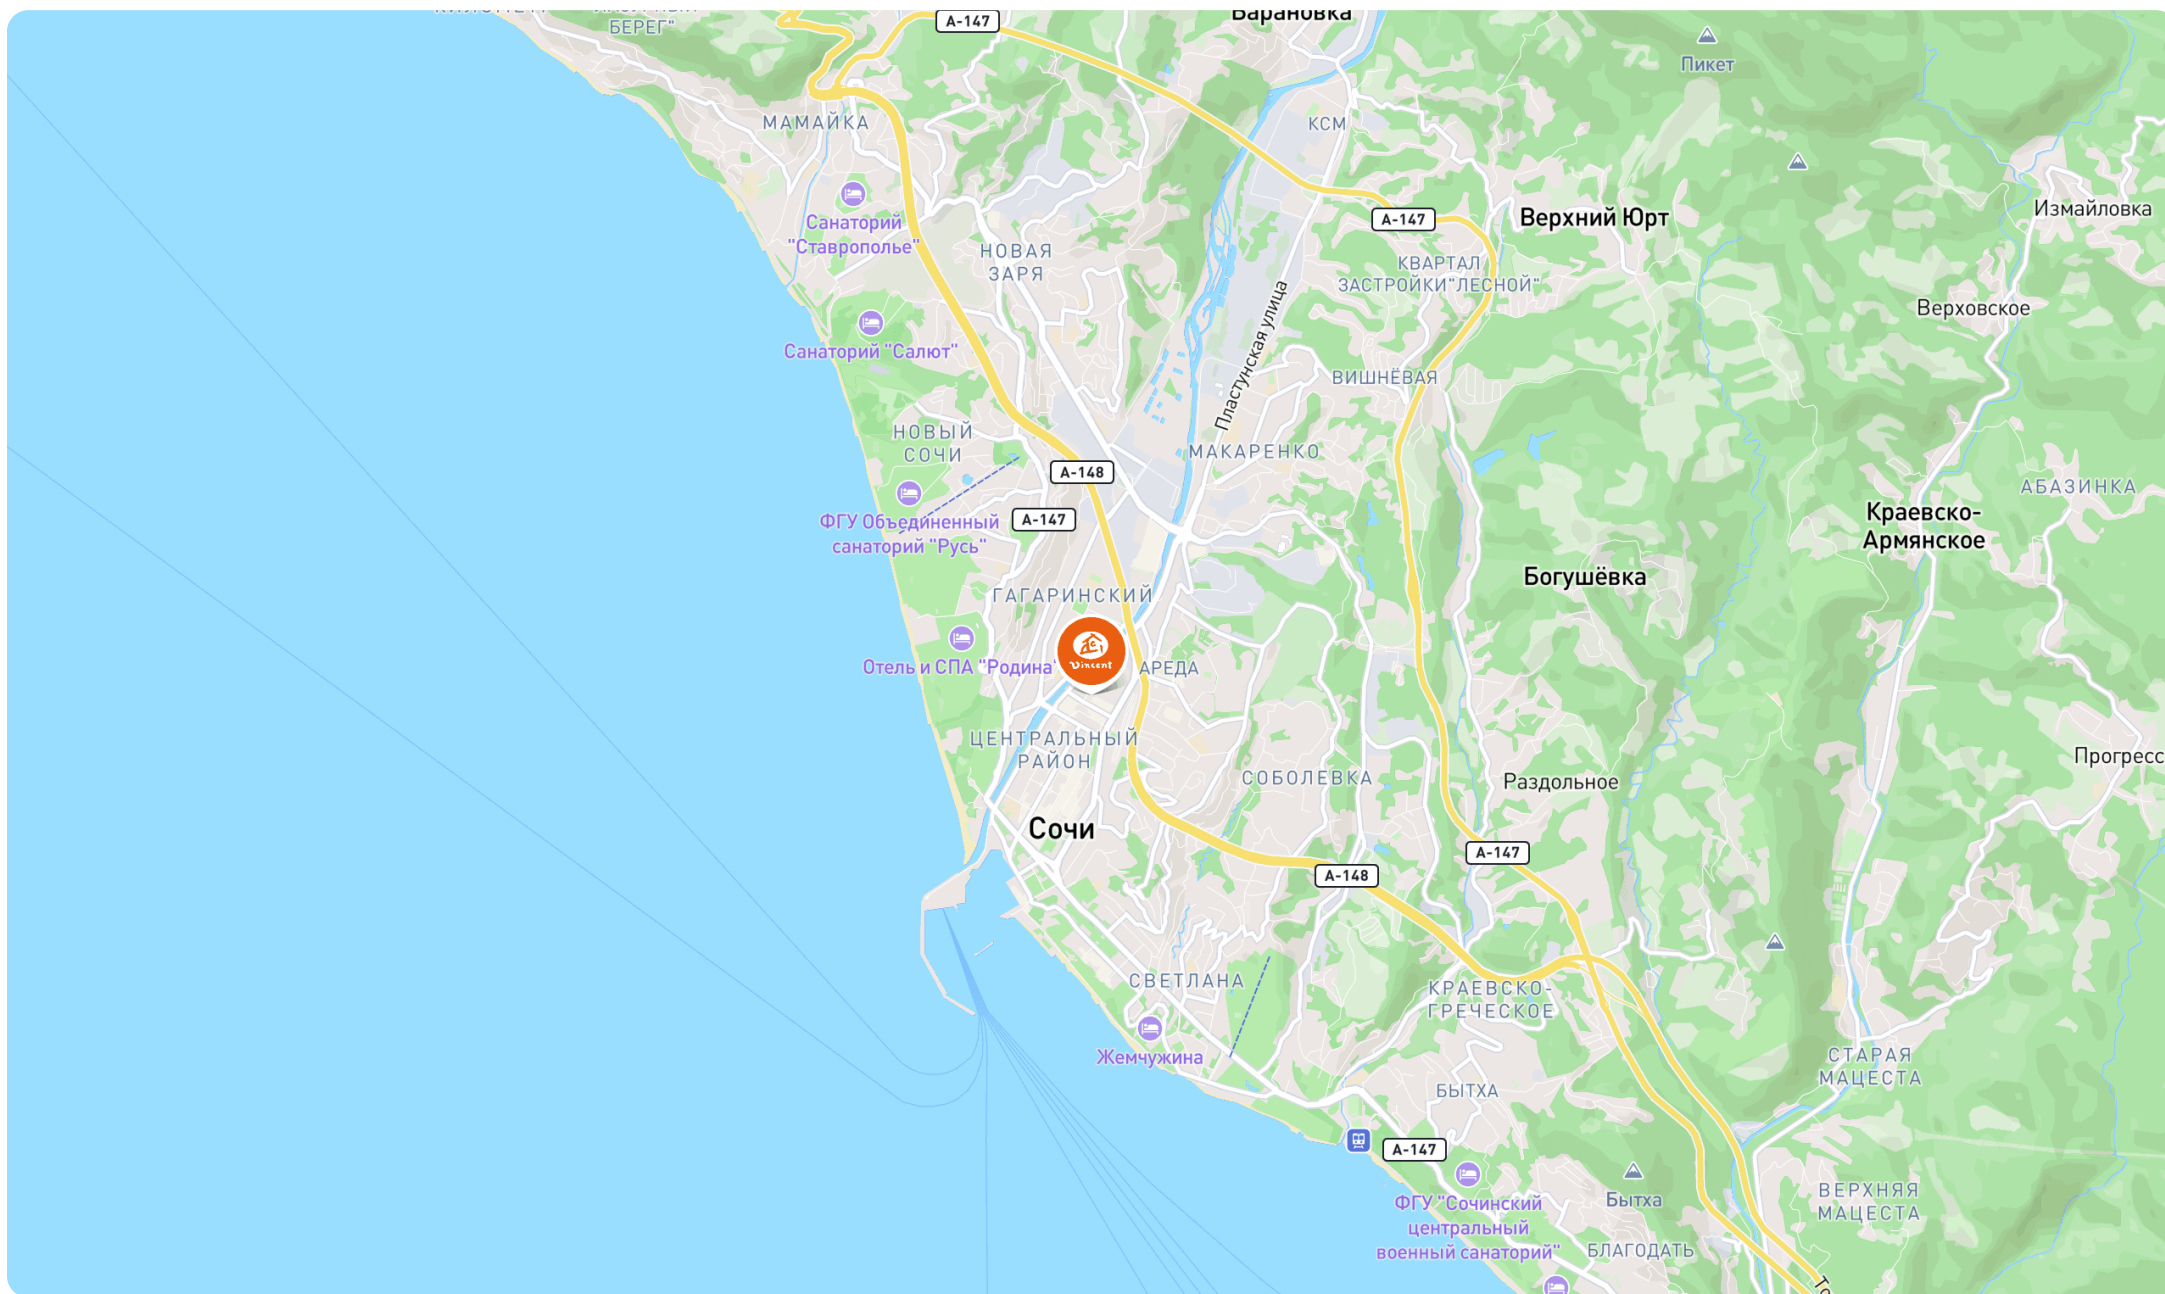 БЕРЕГ"
А-147
Барановка
Пикет
МАМАЙКА
КСМ
Санаторий
"Ставрополье"
А-147
Верхний Юрт
Измайловка
НОВАЯ
ЗАРЯ
КВАРТАЛ
ЗАСТРОЙКИ"ЛЕСНОЙ"
Верховское
Санаторий "Салют"
Пластунская улица
ВИШНЁВАЯ
НОВЫЙ
СОЧИ
МАКАРЕНКО
А-148
АБАЗИНКА
А-147
ФГУ Объединенный
санаторий "Русь"
Краевско-
Армянское
Богушёвка
ГАГАРИНСКИЙ
Vincent
Отель и СПА "Родина"
АРЕДА
ЦЕНТРАЛЬНЫЙ
РАЙОН
Прогресс
СОБОЛЕВКА
Раздольное
Сочи
А-147
А-148
СВЕТЛАНА
КРАЕВСКО-
ГРЕЧЕСКОЕ
Жемчужина
СТАРАЯ
МАЦЕСТА
БЫТХА
А-147
ФГУ "Сочинский
центральный
военный санаторий"
Бытха
ВЕРХНЯЯ
МАЦЕСТА
БЛАГОДАТЬ